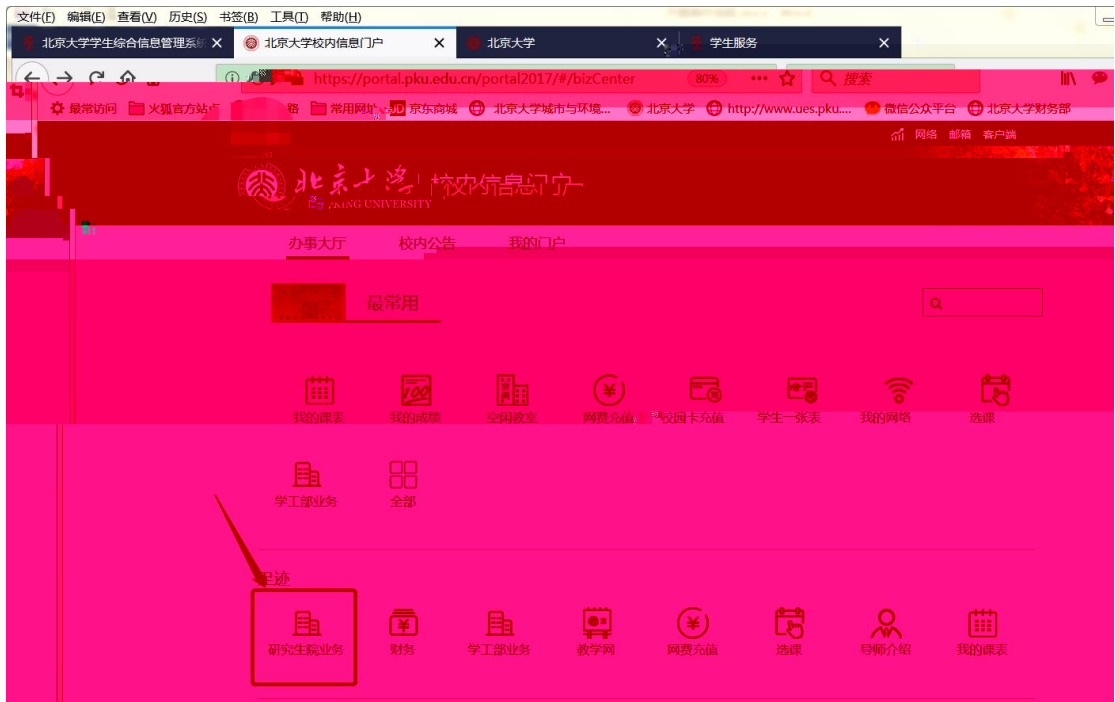 文件(F) 编辑(E) 查看(V) 历史(S) 书签(B) 工具(T) 帮助(H)
北京大学学生综合信息管理系统 × 北京大学校内信息门户 × 北京大学 × 学生服务 ×
https://portal.pku.edu.cn/portal2017/#/bizCenter 80% 搜索
最常访问 火狐官方站点 常用网址 JD 京东商城 北京大学城市与环境... 北京大学 http://www.ues.pku.... 微信公众平台 北京大学财务部
网络 邮箱 客户端
北京大学 校内信息门户
PEKING UNIVERSITY
办事大厅 校内公告 我的门户
最常用
我的课表 我的成绩 空闲教室 网费充值 校园卡充值 学生一张表 我的网络 选课
学工部业务 全部
足迹
研究生院业务 财务 学工部业务 教学网 网费充值 选课 导师介绍 我的课表